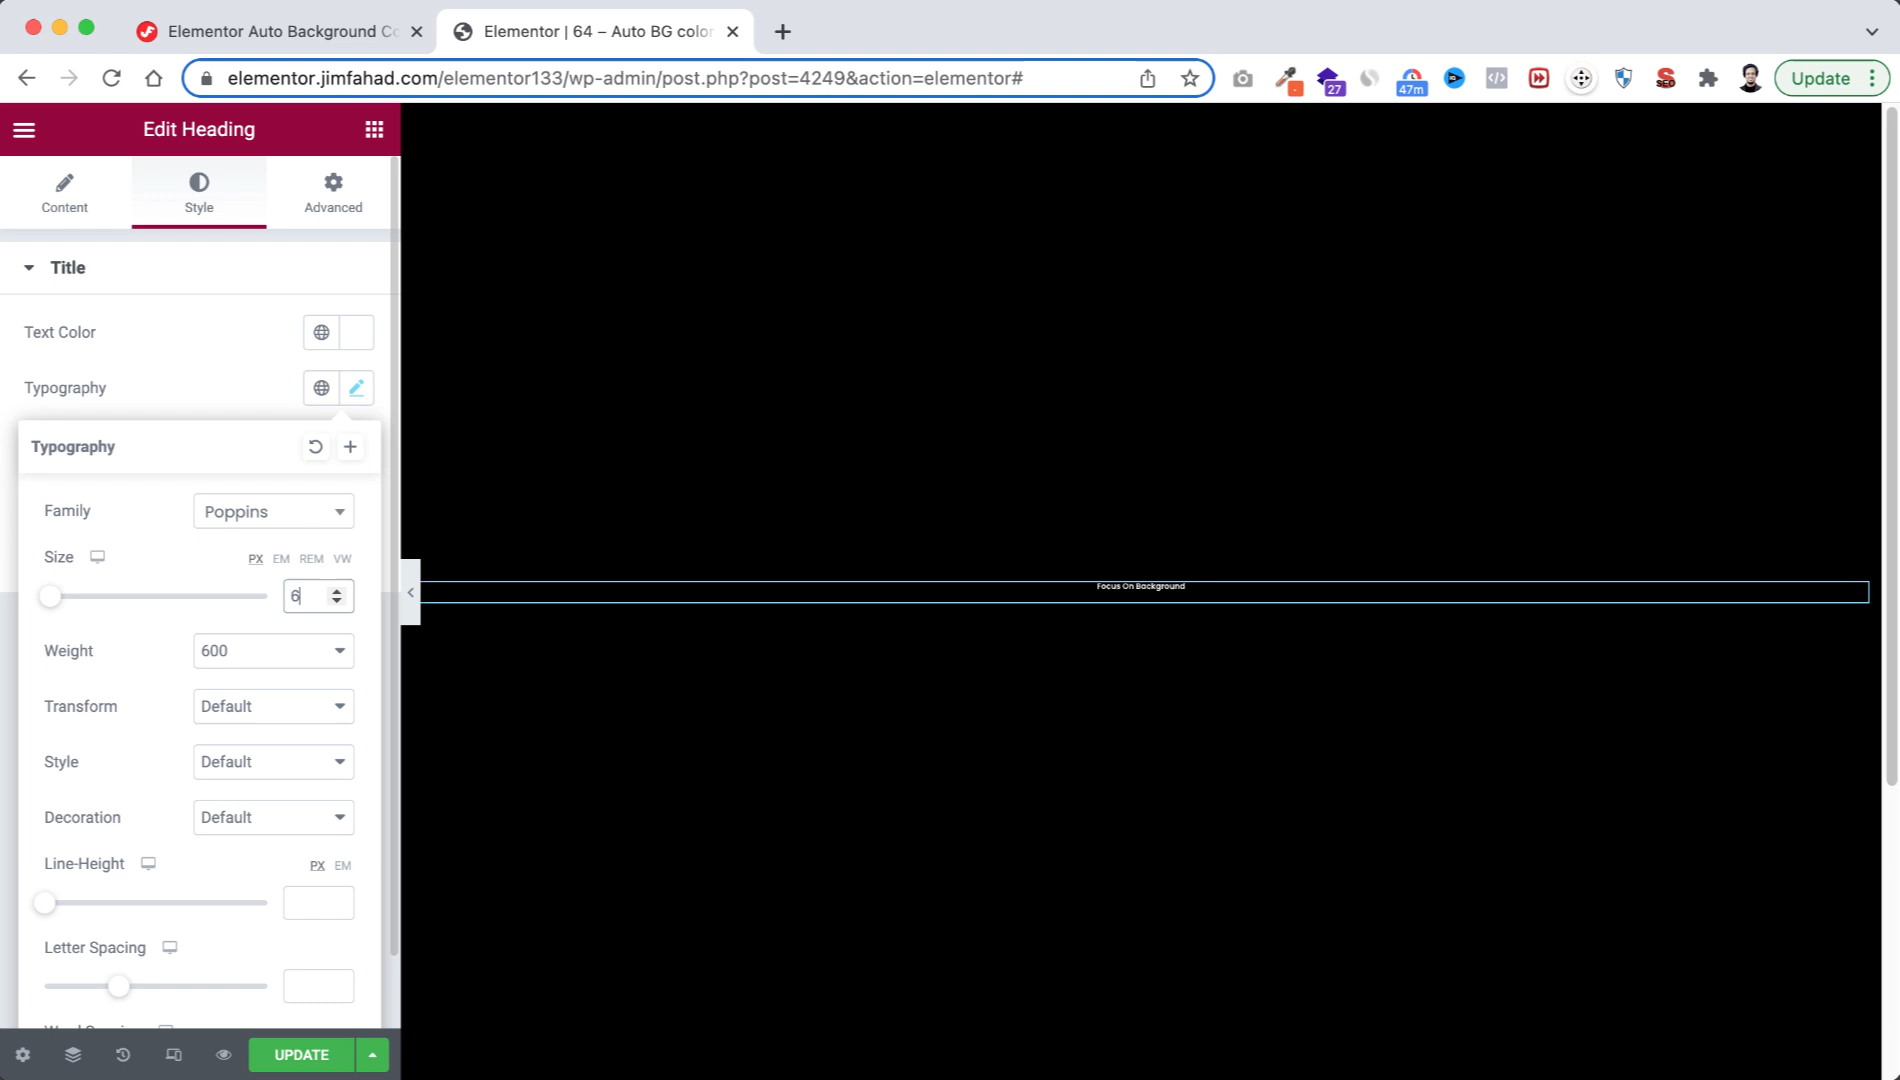 Elementor Auto Background Co
Elementor | 64 – Auto BG color
elementor.jimfahad.com/elementor133/wp-admin/post.php?post=4249&action=elementor#
27
47m
SEO
Update
Edit Heading
Content
Style
Advanced
Title
Text Color
Typography
Typography
Family
Poppins
Size
PX EM REM VW
6
Weight
600
Transform
Default
Style
Default
Decoration
Default
Line-Height
PX EM
Letter Spacing
UPDATE
Focus On Background